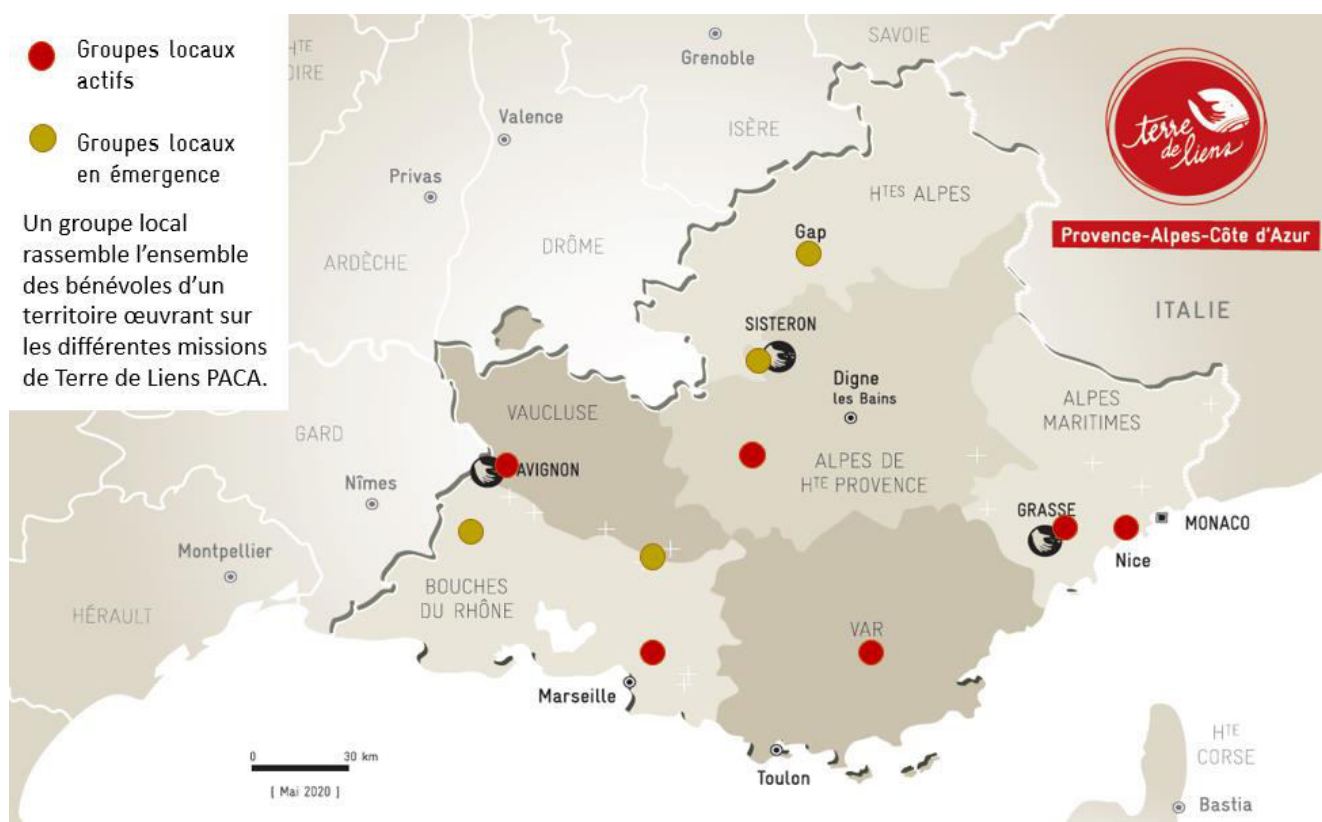 Groupes locaux
actifs
Groupes locaux
en émergence
Un groupe local
rassemble l’ensemble
des bénévoles d’un
territoire œuvrant sur
les différentes missions
de Terre de Liens PACA.
HTE
OIRE
SAVOIE
Grenoble
Valence
ISÈRE
Privas
DRÔME
ARDÈCHE
terre
de liens
Provence-Alpes-Côte d'Azur
HTES ALPES
Gap
ITALIE
SISTERON
Digne
les Bains
ALPES
MARITIMES
VAUCLUSE
GARD
AVIGNON
ALPES DE
HTE PROVENCE
Nîmes
GRASSE
MONACO
Nice
Montpellier
BOUCHES
DU RHÔNE
HÉRAULT
VAR
Marseille
Toulon
0 30 km
[ Mai 2020 ]
HTE
CORSE
Bastia